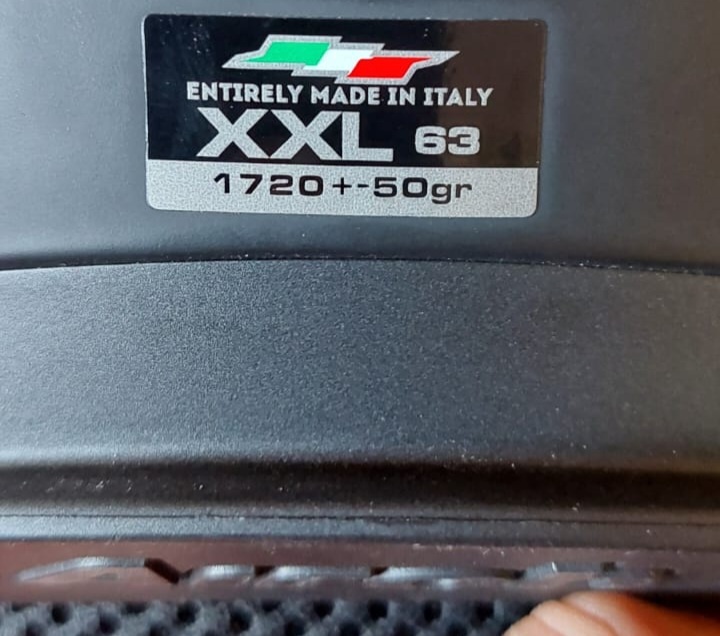 ENTIRELY MADE IN ITALY
XXL 63
1720+-50gr